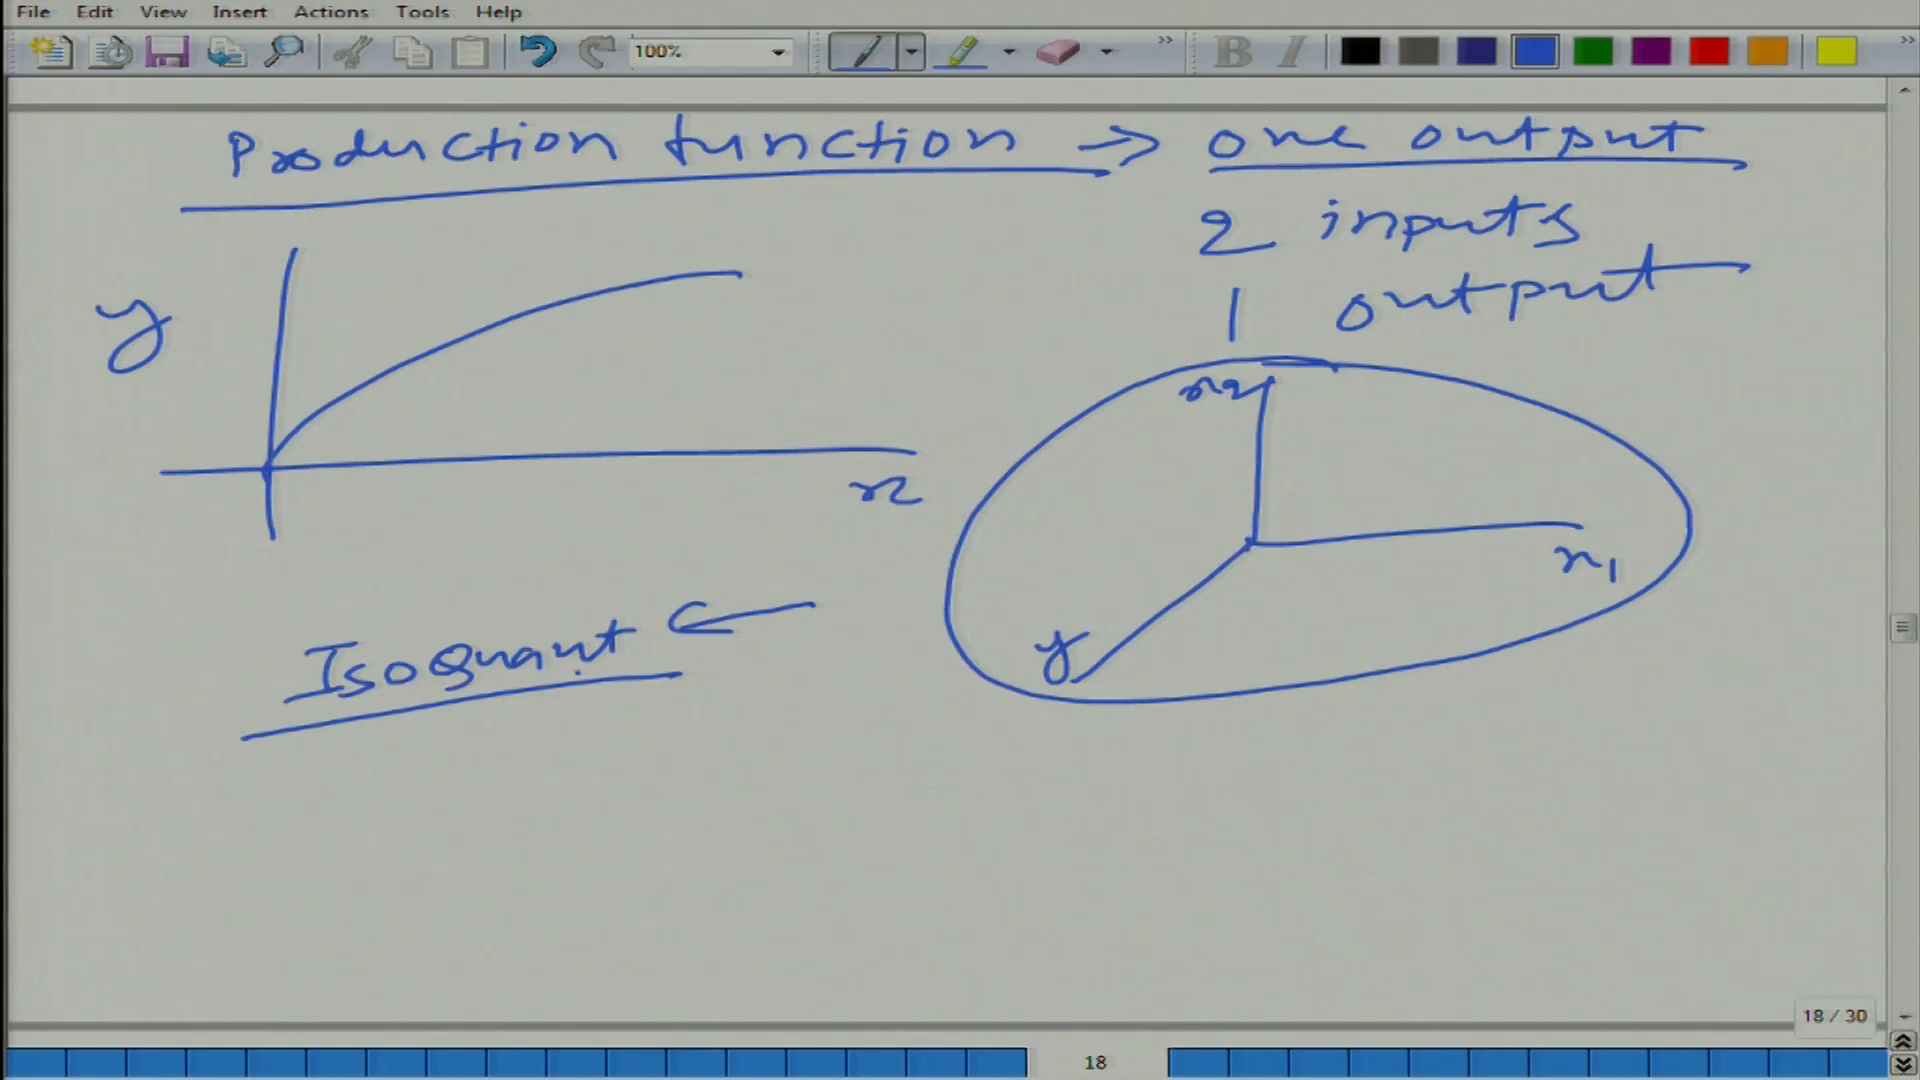 File Edit View Insert Actions Tools Help
100%
Production function → one output
2 inputs
1 output
y
x
x2
x1
y
Isoquant ←
18 / 30
18